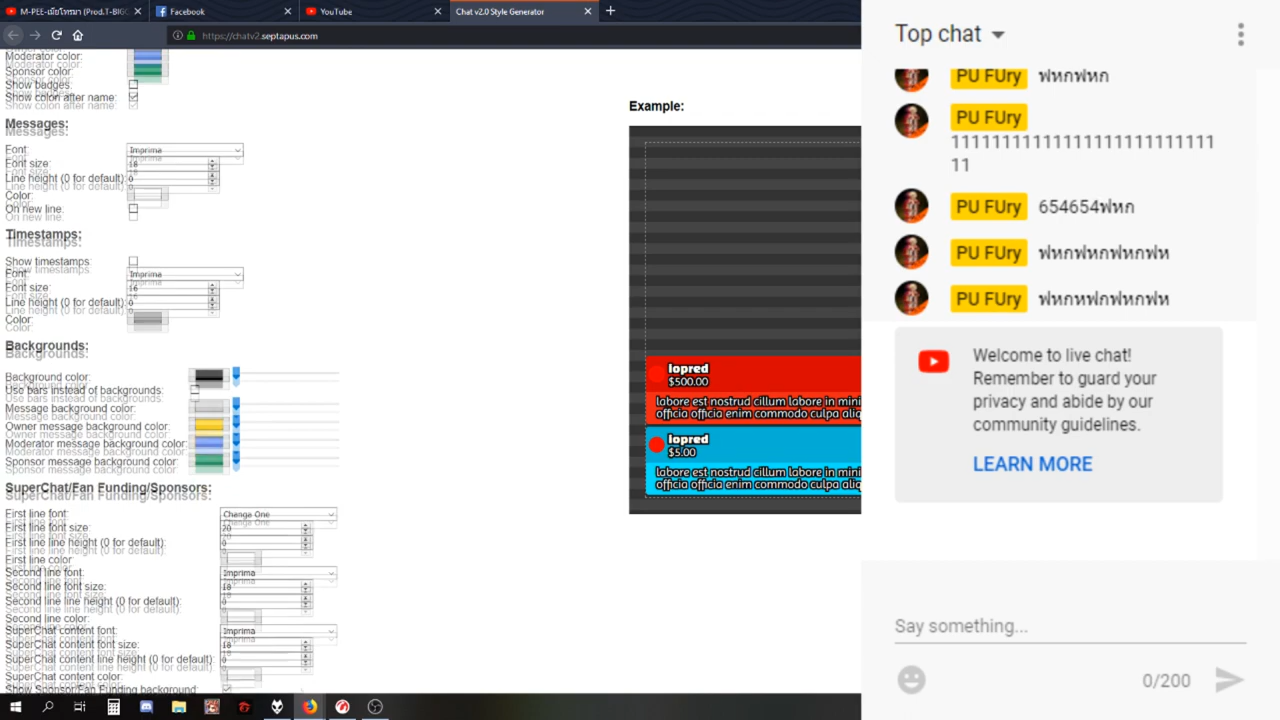 M-PEE-เมียโทรมา (Prod.T-BIG
Facebook
YouTube
Chat v2.0 Style Generator
https://chatv2.septapus.com
Moderator color:
Sponsor color:
Show badges:
Show color after name:
Messages:
Font:
Imprima
Font size:
18
Line height (0 for default):
0
Color:
On new line:
Timestamps:
Show timestamps:
Font:
Imprima
Font size:
16
Line height (0 for default):
0
Color:
Backgrounds:
Background color:
Use bars instead of backgrounds:
Message background color:
Owner message background color:
Moderator message background color:
Sponsor message background color:
SuperChat/Fan Funding/Sponsors:
First line font:
Changa One
First line font size:
20
First line height (0 for default):
0
First line color:
Second line font:
Imprima
Second line font size:
18
Second line line height (0 for default):
0
Second line color:
SuperChat content font:
Imprima
SuperChat content font size:
18
SuperChat content line height (0 for default):
0
SuperChat content color:
Show Sponsor/Fan Funding background:
Example:
lopred
$500.00
labore est nostrud cillum labore in mini
officia officia enim commodo culpa aliq
lopred
$5.00
labore est nostrud cillum labore in mini
officia officia enim commodo culpa aliq
Top chat
PU FUry ฟหกฟหก
PU FUry
11111111111111111111111111
11
PU FUry 654654ฟหก
PU FUry ฟหกฟหกฟหกฟห
PU FUry ฟหกหฟกฟหกฟห
Welcome to live chat!
Remember to guard your
privacy and abide by our
community guidelines.
LEARN MORE
Say something...
0/200